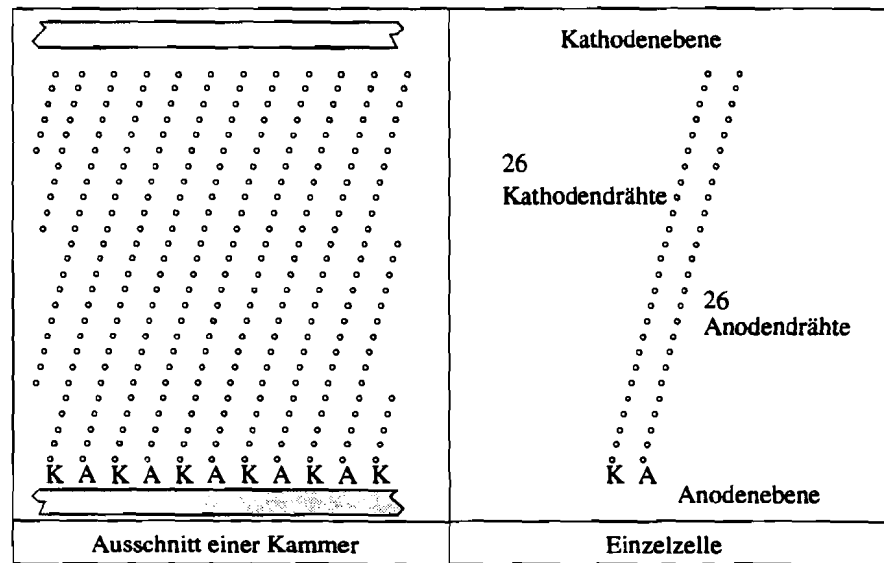 Kathodenebene
26
Kathodendrähte
26
Anodendrähte
K A K A K A K A K A K
K A
Anodenebene
Ausschnitt einer Kammer
Einzelzelle